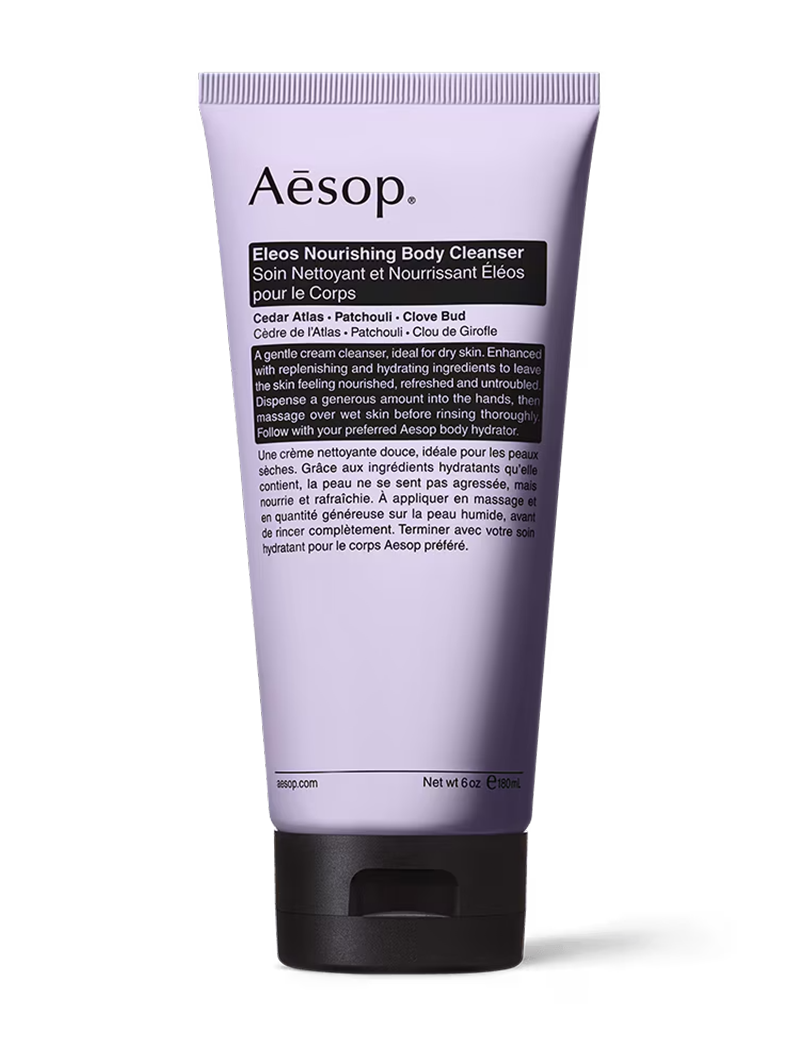 Aēsop®
Eleos Nourishing Body Cleanser
Soin Nettoyant et Nourrissant Éléos
pour le Corps
Cedar Atlas • Patchouli • Clove Bud
Cèdre de l'Atlas • Patchouli • Clou de Girofle
A gentle cream cleanser, ideal for dry skin. Enhanced
with replenishing and hydrating ingredients to leave
the skin feeling nourished, refreshed and untroubled.
Dispense a generous amount into the hands, then
massage over wet skin before rinsing thoroughly.
Follow with your preferred Aesop body hydrator.
Une crème nettoyante douce, idéale pour les peaux
sèches. Grâce aux ingrédients hydratants qu'elle
contient, la peau ne se sent pas agressée, mais
nourrie et rafraîchie. À appliquer en massage et
en quantité généreuse sur la peau humide, avant
de rincer complètement. Terminer avec votre soin
hydratant pour le corps Aesop préféré.
aesop.com Net wt 6 oz ℮180mL